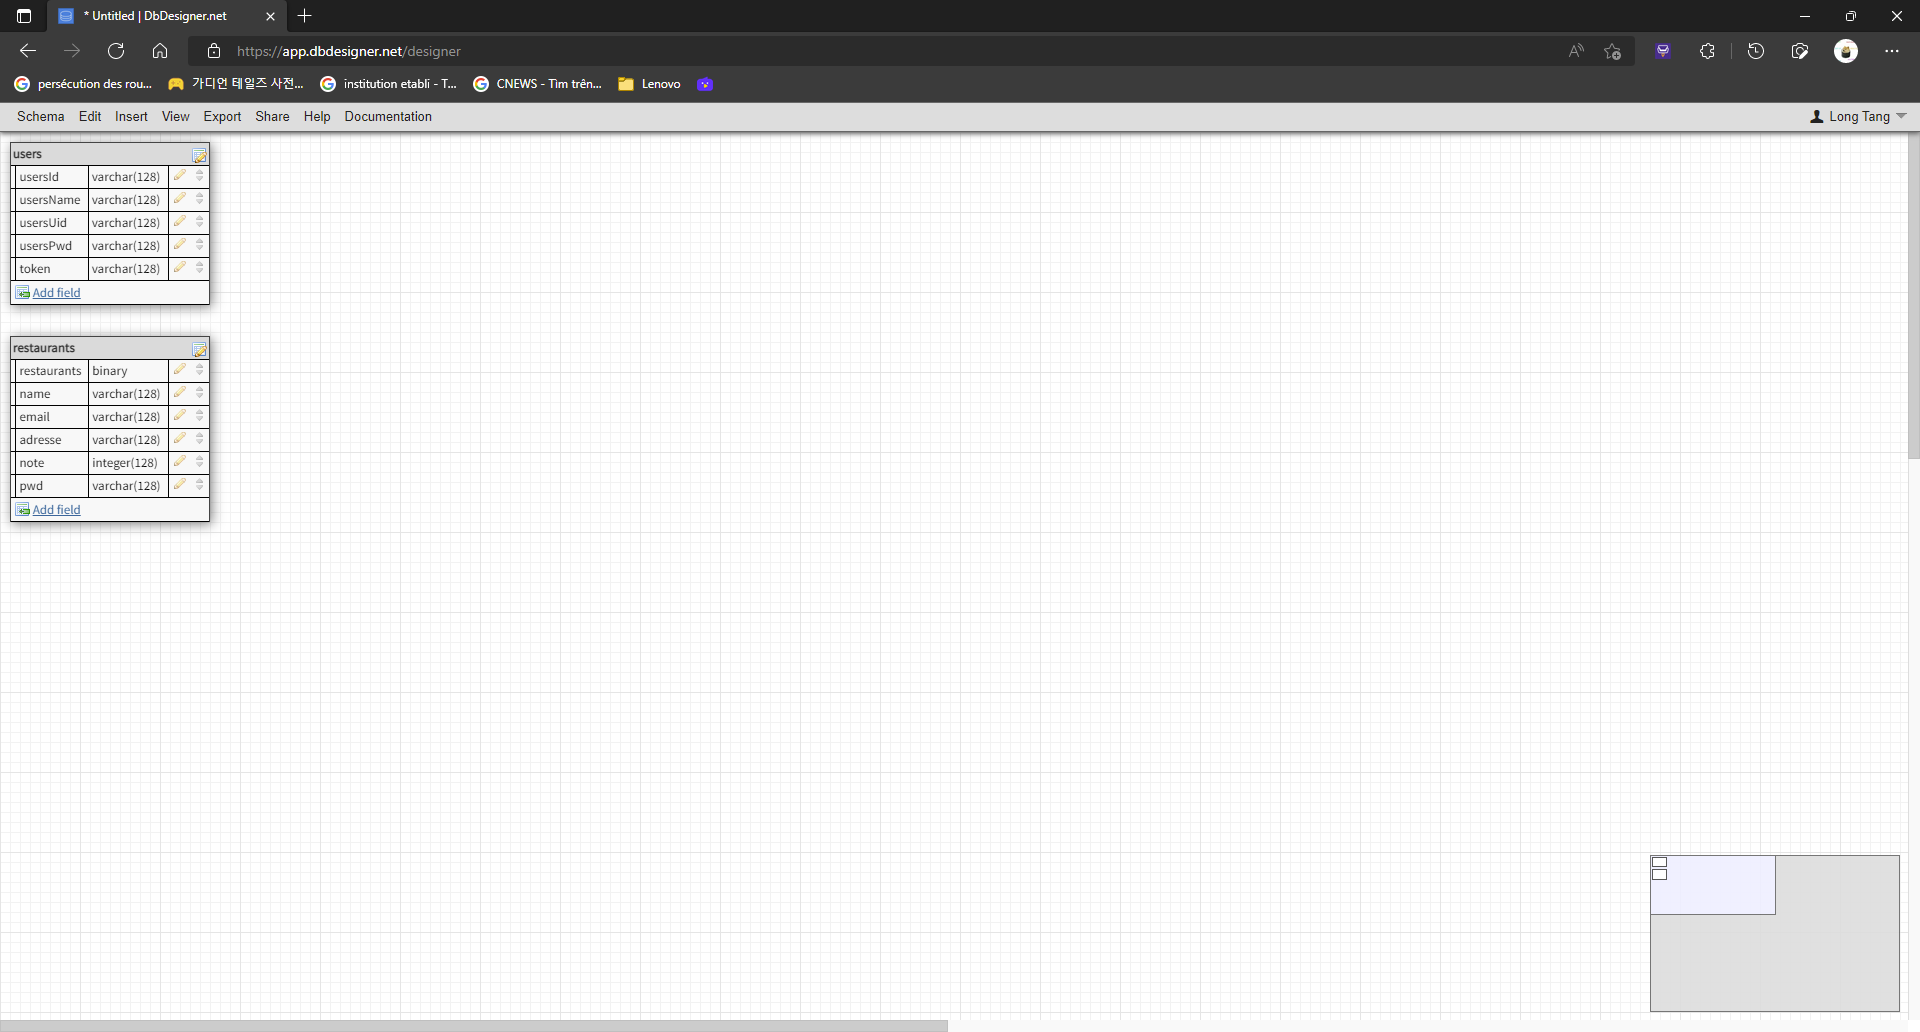 * Untitled | DbDesigner.net
https://app.dbdesigner.net/designer
persécution des rou...
가디언 테일즈 사전...
institution etabli - T...
CNEWS - Tìm trên...
Lenovo
Schema Edit Insert View Export Share Help Documentation
Long Tang
users
usersId varchar(128)
usersName varchar(128)
usersUid varchar(128)
usersPwd varchar(128)
token varchar(128)
Add field
restaurants
restaurants binary
name varchar(128)
email varchar(128)
adresse varchar(128)
note integer(128)
pwd varchar(128)
Add field